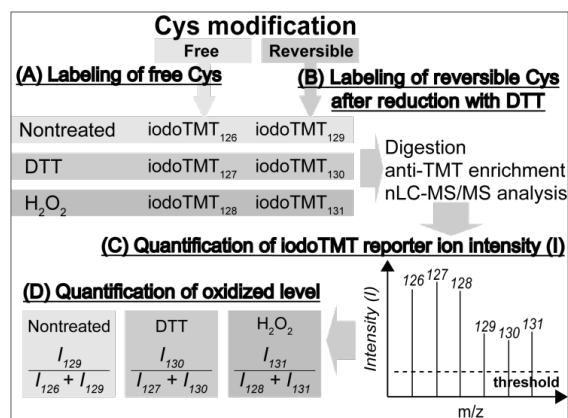 Cys modification
Free Reversible
(A) Labeling of free Cys
(B) Labeling of reversible Cys
after reduction with DTT
Nontreated iodoTMT126 iodoTMT129
DTT iodoTMT127 iodoTMT130
H2O2 iodoTMT128 iodoTMT131
Digestion
anti-TMT enrichment
nLC-MS/MS analysis
(C) Quantification of iodoTMT reporter ion intensity (I)
(D) Quantification of oxidized level
Nontreated DTT H2O2
I129 I130 I131
I126 + I129 I127 + I130 I128 + I131
Intensity (I)
126 127 128 129 130 131
threshold
m/z